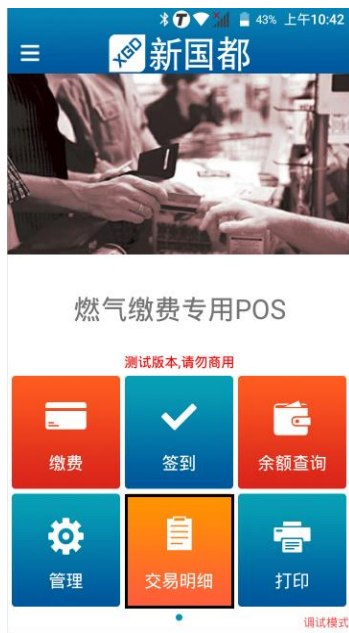 43% 上午10:42
XGD 新国都
燃气缴费专用POS
测试版本,请勿商用
缴费
签到
余额查询
管理
交易明细
打印
调试模式